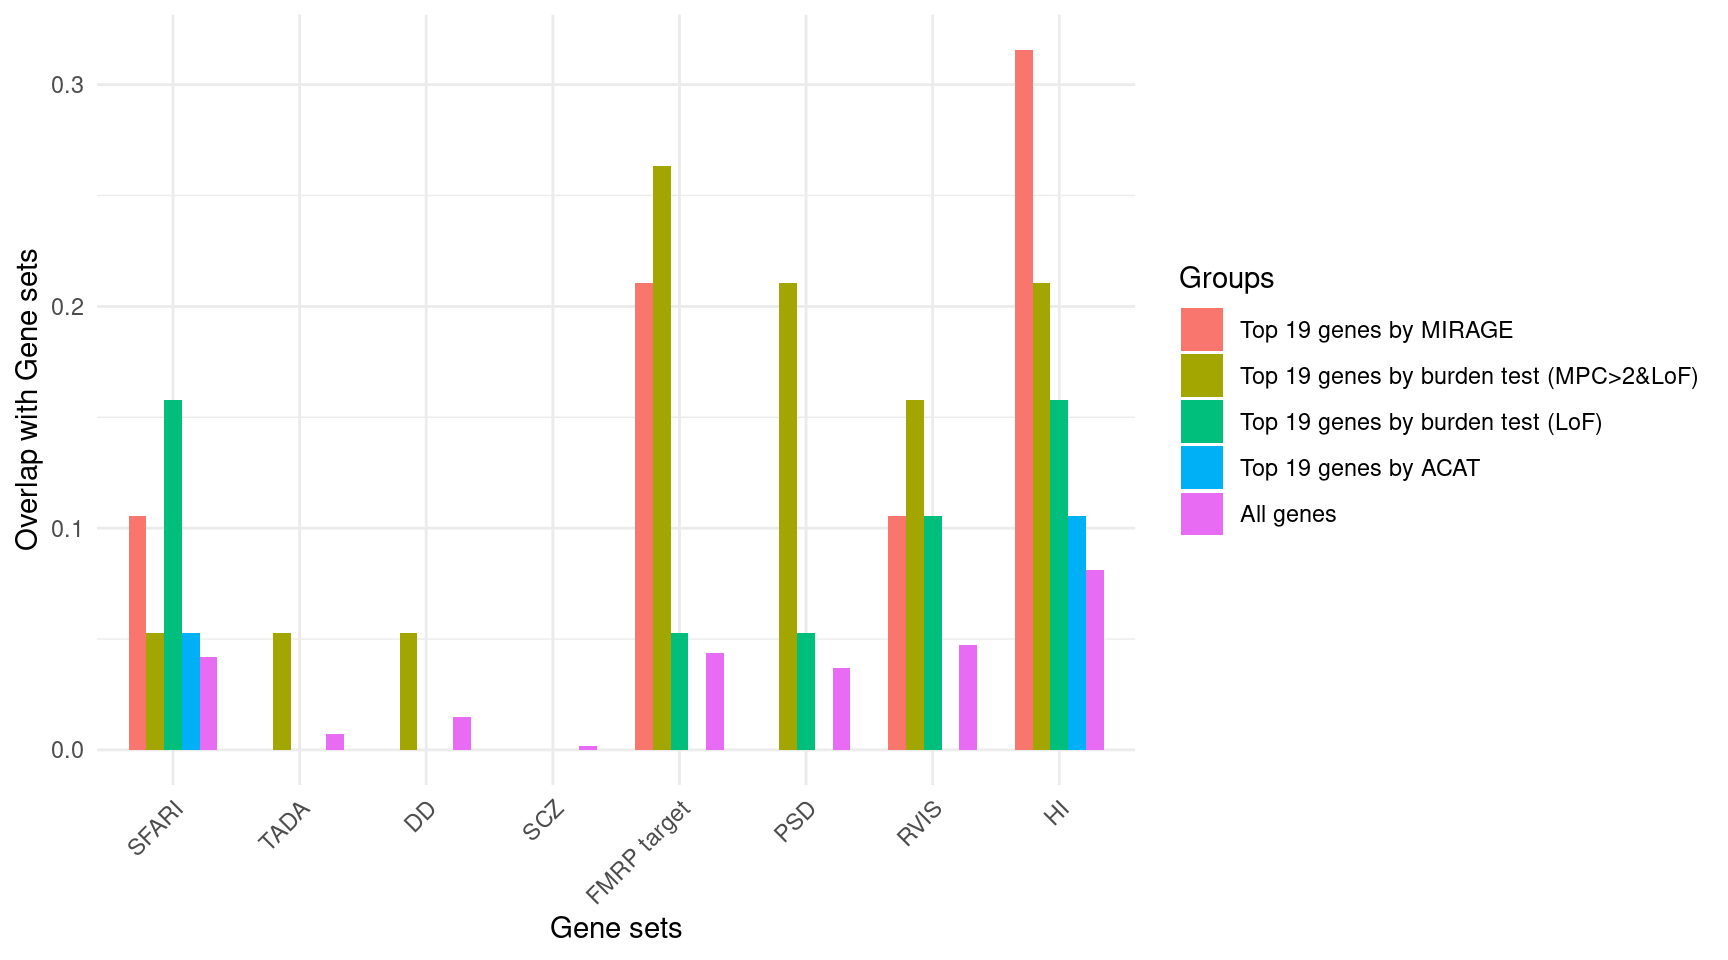 0.3
0.2
0.1
0.0
Overlap with Gene sets
SFARI
TADA
DD
SCZ
FMRP target
PSD
RVIS
HI
Gene sets
Groups
Top 19 genes by MIRAGE
Top 19 genes by burden test (MPC>2&LoF)
Top 19 genes by burden test (LoF)
Top 19 genes by ACAT
All genes